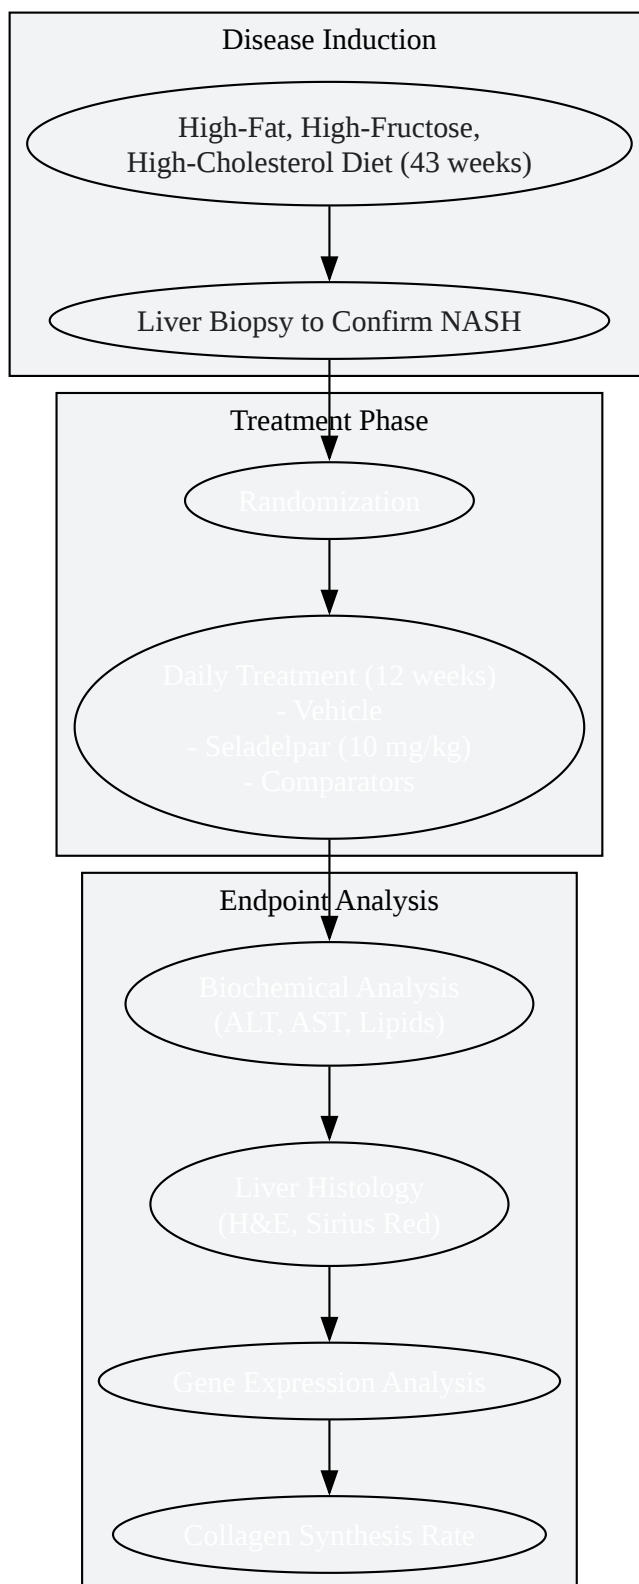 Disease Induction
High-Fat, High-Fructose,
High-Cholesterol Diet (43 weeks)
Liver Biopsy to Confirm NASH
Treatment Phase
Randomization
Daily Treatment (12 weeks)
- Vehicle
- Seladelpar (10 mg/kg)
- Comparators
Endpoint Analysis
Biochemical Analysis
(ALT, AST, Lipids)
Liver Histology
(H&E, Sirius Red)
Gene Expression Analysis
Collagen Synthesis Rate